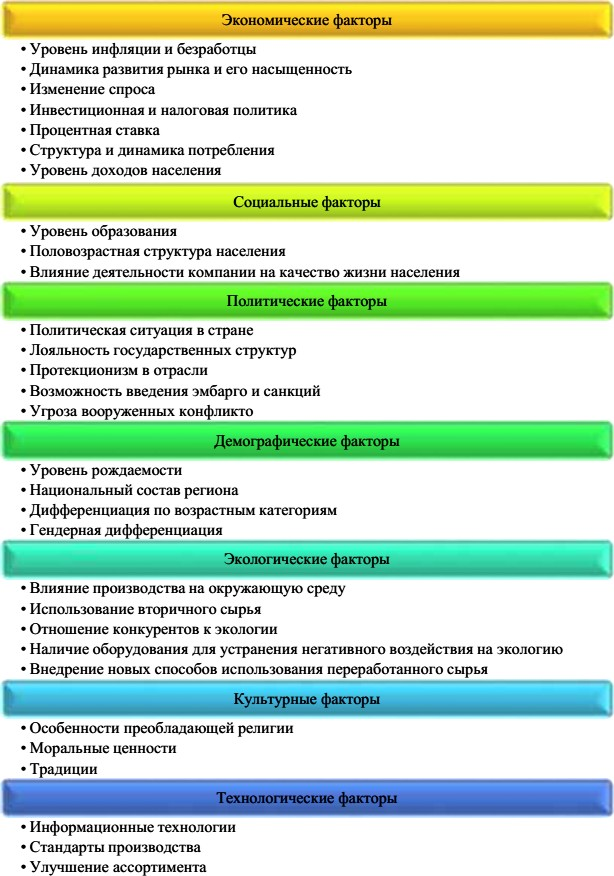 Экономические факторы
• Уровень инфляции и безработцы
• Динамика развития рынка и его насыщенность
• Изменение спроса
• Инвестиционная и налоговая политика
• Процентная ставка
• Структура и динамика потребления
• Уровень доходов населения
Социальные факторы
• Уровень образования
• Половозрастная структура населения
• Влияние деятельности компании на качество жизни населения
Политические факторы
• Политическая ситуация в стране
• Лояльность государственных структур
• Протекционизм в отрасли
• Возможность введения эмбарго и санкций
• Угроза вооруженных конфликто
Демографические факторы
• Уровень рождаемости
• Национальный состав региона
• Дифференциация по возрастным категориям
• Гендерная дифференциация
Экологические факторы
• Влияние производства на окружающую среду
• Использование вторичного сырья
• Отношение конкурентов к экологии
• Наличие оборудования для устранения негативного воздействия на экологию
• Внедрение новых способов использования переработанного сырья
Культурные факторы
• Особенности преобладающей религии
• Моральные ценности
• Традиции
Технологические факторы
• Информационные технологии
• Стандарты производства
• Улучшение ассортимента